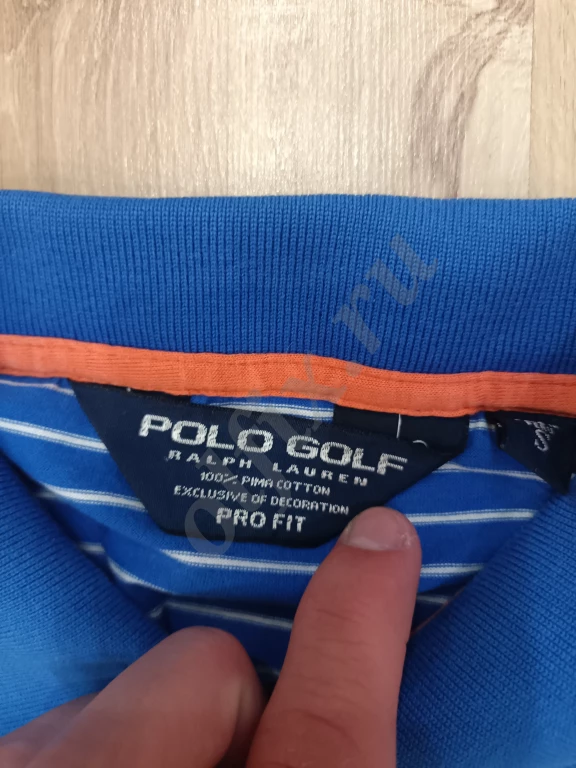 POLO GOLF
RALPH LAUREN
100% PIMA COTTON
EXCLUSIVE OF DECORATION
PRO FIT